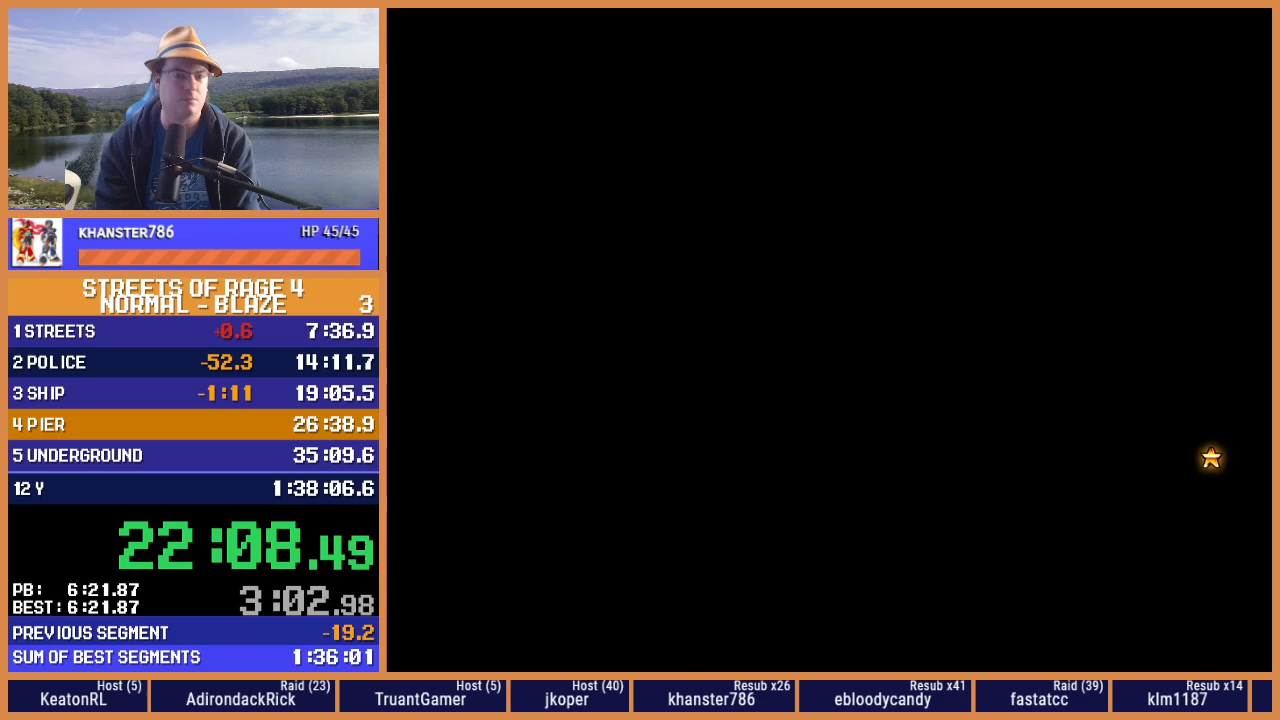 KHANSTER786 HP 45/45
STREETS OF RAGE 4
NORMAL - BLAZE 3
1 STREETS +0.6 7:36.9
2 POLICE -52.3 14:11.7
3 SHIP -1:11 19:05.5
4 PIER 26:38.9
5 UNDERGROUND 35:09.6
12 Y 1:38:06.6
22:08.49
PB: 6:21.87
BEST: 6:21.87
3:02.98
PREVIOUS SEGMENT -19.2
SUM OF BEST SEGMENTS 1:36:01
Host (5)
KeatonRL
Raid (23)
AdirondackRick
Host (5)
TruantGamer
Host (40)
jkoper
Resub x26
khanster786
Resub x41
ebloodycandy
Raid (39)
fastatcc
Resub x14
klm1187